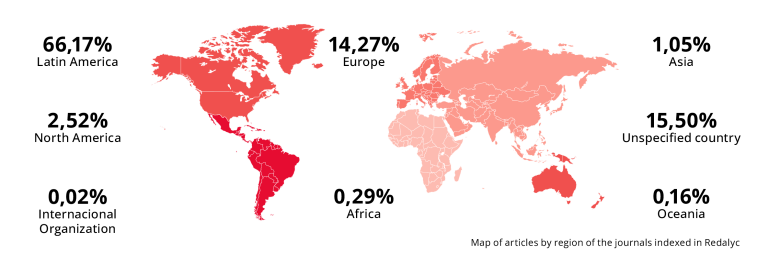 66,17%
Latin America
14,27%
Europe
1,05%
Asia
2,52%
North America
15,50%
Unspecified country
0,02%
Internacional
Organization
0,29%
Africa
0,16%
Oceania
Map of articles by region of the journals indexed in Redalyc